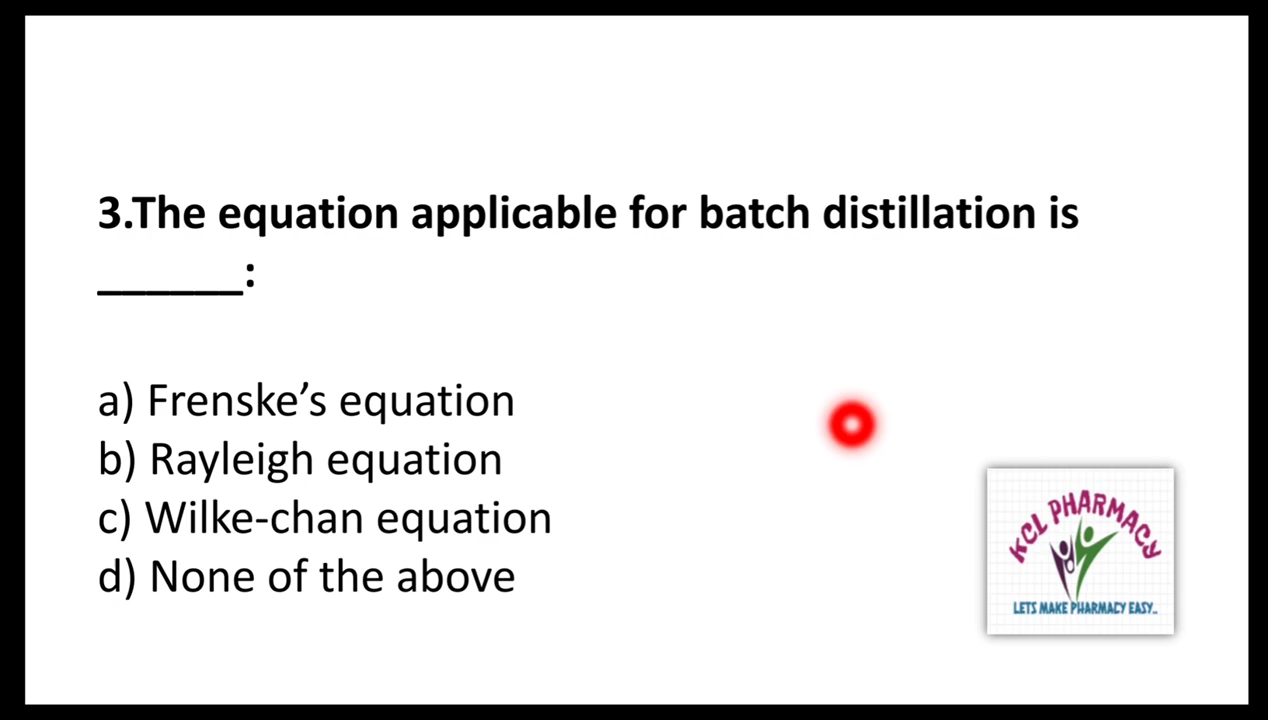 3.The equation applicable for batch distillation is
______:
a) Frenske’s equation
b) Rayleigh equation
c) Wilke-chan equation
d) None of the above
KCL PHARMACY
LETS MAKE PHARMACY EASY..